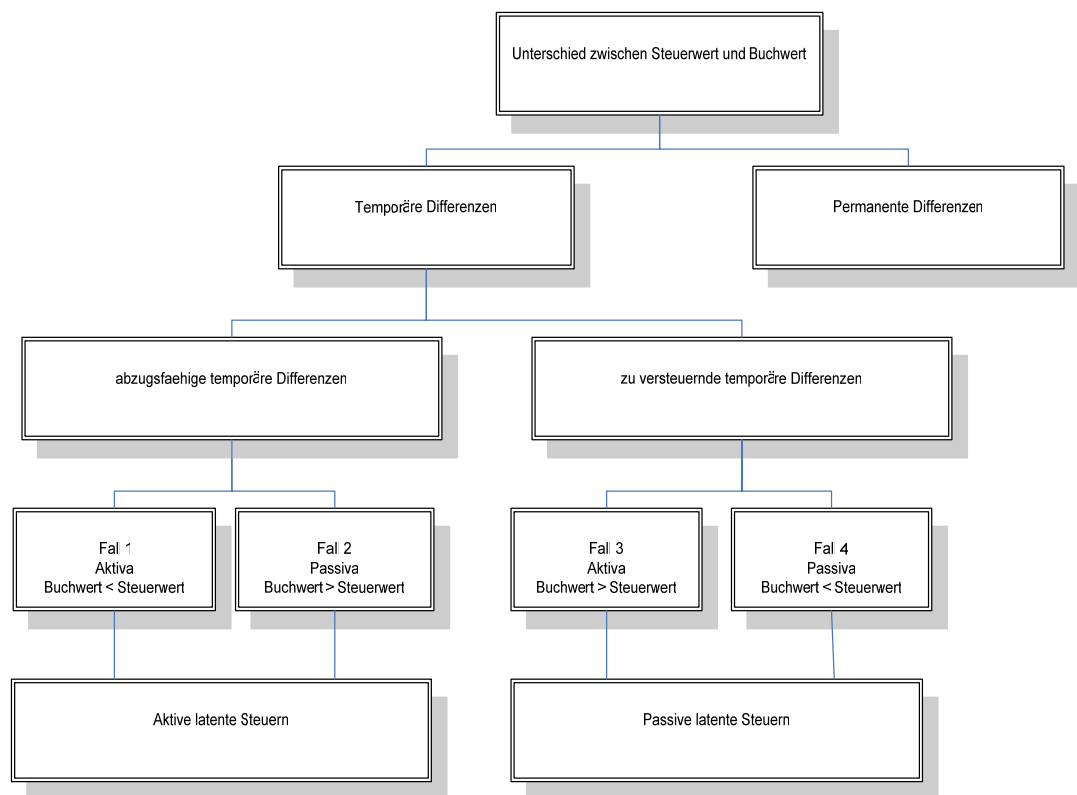 Unterschied zwischen Steuerwert und Buchwert
Temporäre Differenzen
Permanente Differenzen
abzugsfaehige temporäre Differenzen
zu versteuernde temporäre Differenzen
Fall 1
Aktiva
Buchwert < Steuerwert
Fall 2
Passiva
Buchwert > Steuerwert
Fall 3
Aktiva
Buchwert > Steuerwert
Fall 4
Passiva
Buchwert < Steuerwert
Aktive latente Steuern
Passive latente Steuern